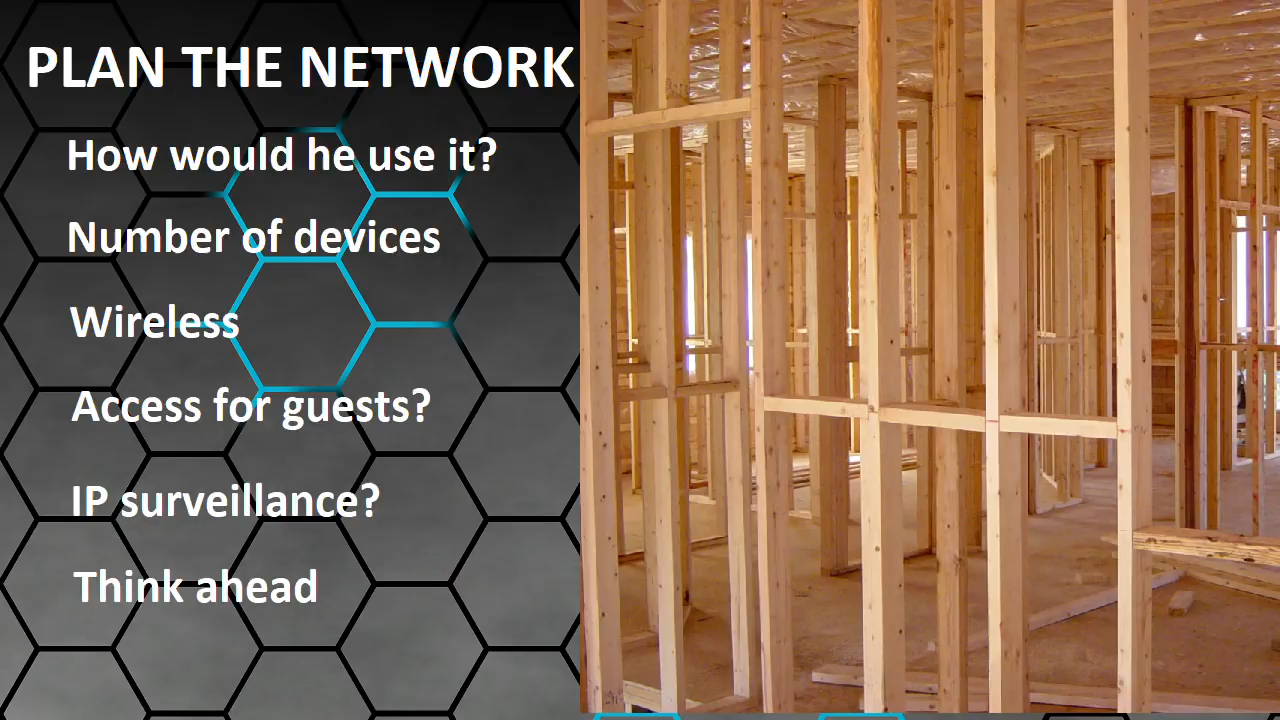 PLAN THE NETWORK
How would he use it?
Number of devices
Wireless
Access for guests?
IP surveillance?
Think ahead